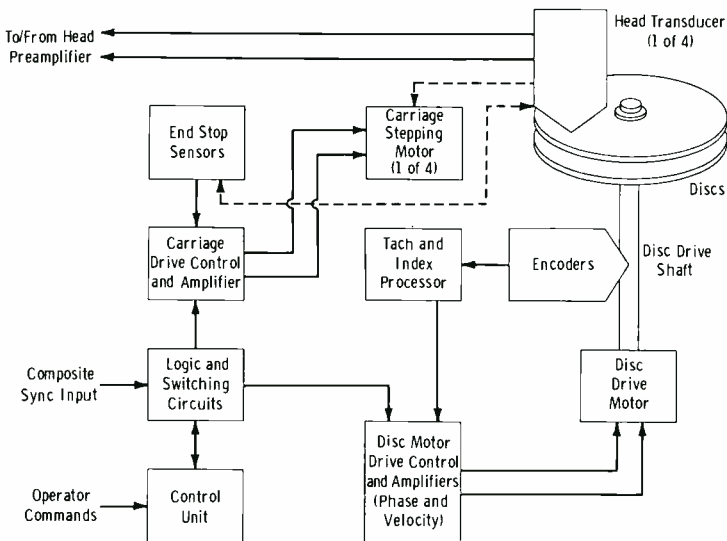 To/From Head
Preamplifier
Head Transducer
(1 of 4)
End Stop
Sensors
Carriage
Stepping
Motor
(1 of 4)
Discs
Carriage
Drive Control
and Amplifier
Tach and
Index
Processor
Encoders
Disc Drive
Shaft
Composite
Sync Input
Logic and
Switching
Circuits
Disc
Drive
Motor
Disc Motor
Drive Control
and Amplifiers
(Phase and
Velocity)
Operator
Commands
Control
Unit